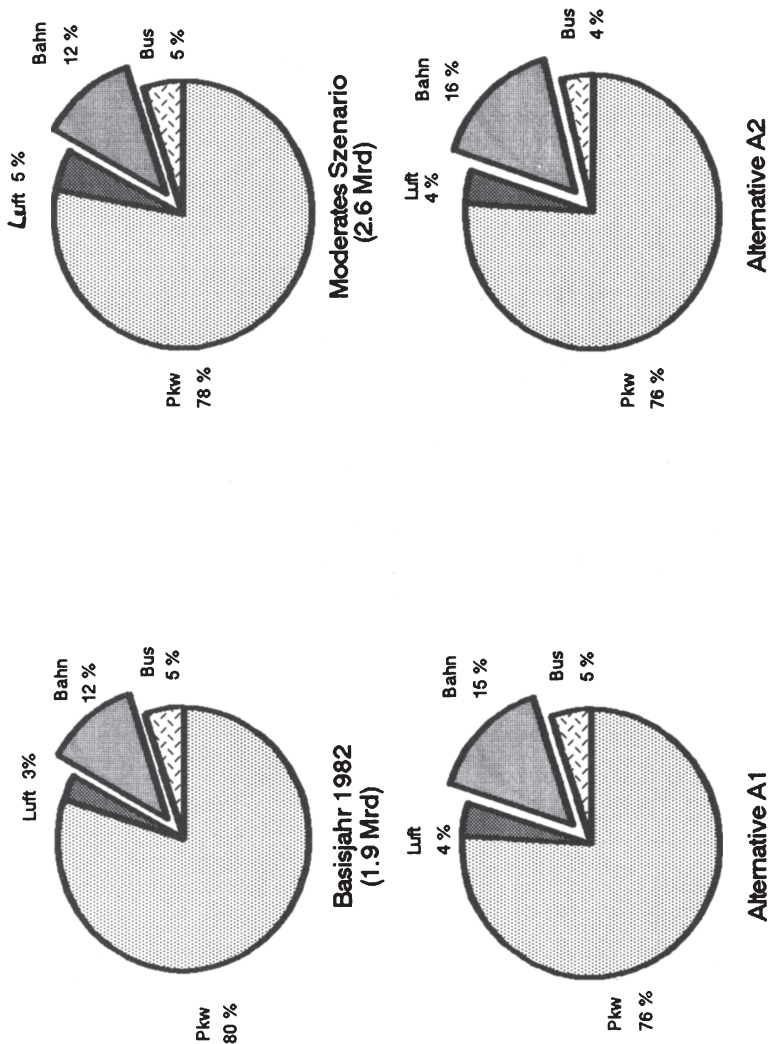 Luft 3%
Bahn
12 %
Bus
5 %
Pkw
80 %
Basisjahr 1982
(1.9 Mrd)
Luft 5 %
Bahn
12 %
Bus
5 %
Pkw
78 %
Moderates Szenario
(2.6 Mrd)
Luft
4 %
Bahn
15 %
Bus
5 %
Pkw
76 %
Alternative A1
Luft
4 %
Bahn
16 %
Bus
4 %
Pkw
76 %
Alternative A2